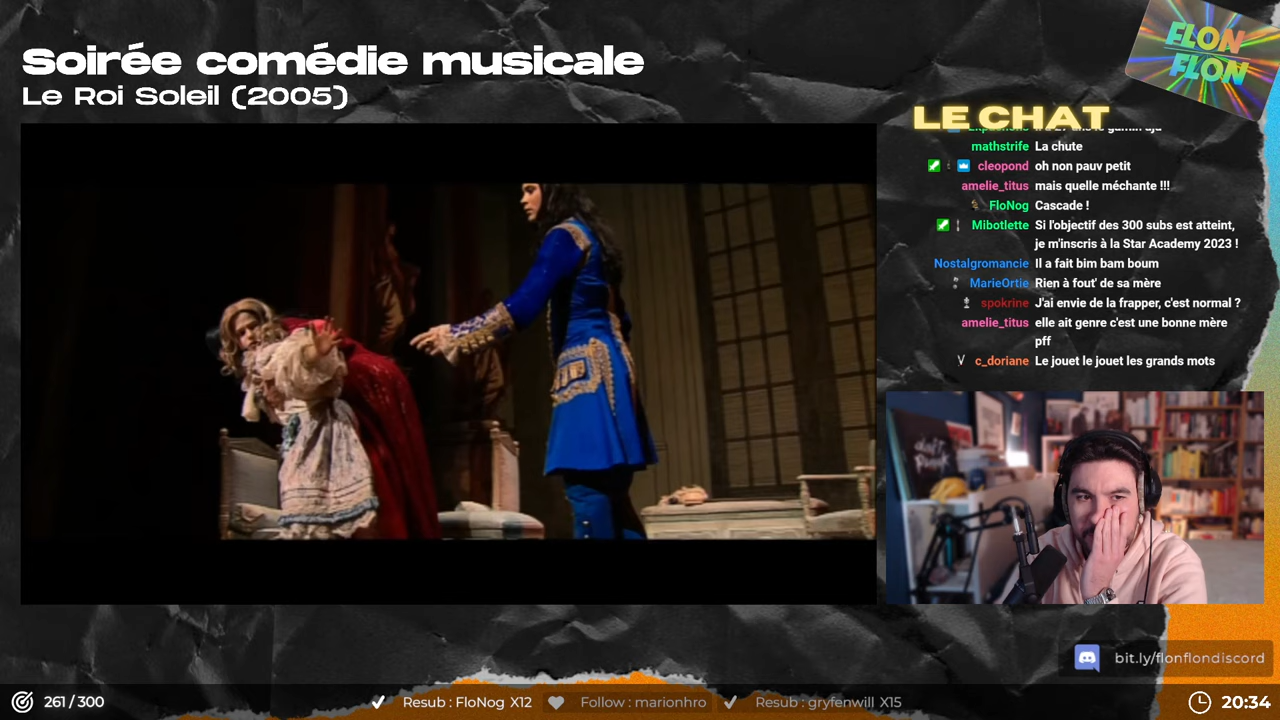 Soirée comédie musicale
Le Roi Soleil (2005)
FLON
FLON
LE CHAT
mathstrife La chute
cleopond oh non pauv petit
amelie_titus mais quelle méchante !!!
FloNog Cascade !
Mibotlette Si l'objectif des 300 subs est atteint,
je m'inscris à la Star Academy 2023 !
Nostalgromancie Il a fait bim bam boum
MarieOrtie Rien à fout' de sa mère
spokrine J'ai envie de la frapper, c'est normal ?
amelie_titus elle ait genre c'est une bonne mère
pff
c_doriane Le jouet le jouet les grands mots
daft
punk
bit.ly/flonflondiscord
261 / 300
Resub : FloNog X12
Follow : marionhro
Resub : gryfenwill X15
20:34